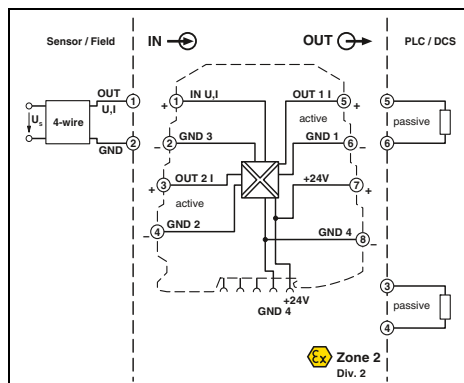 Sensor / Field
IN
OUT
PLC / DCS
OUT
U,I
1
U
s
4-wire
GND
2
+
1
IN U,I
OUT 1 I
5
+
active
−
2
GND 3
GND 1
6
−
+
3
OUT 2 I
+24V
7
+
active
−
4
GND 2
GND 4
8
−
+24V
GND 4
5
passive
6
3
passive
4
Ex
Zone 2
Div. 2